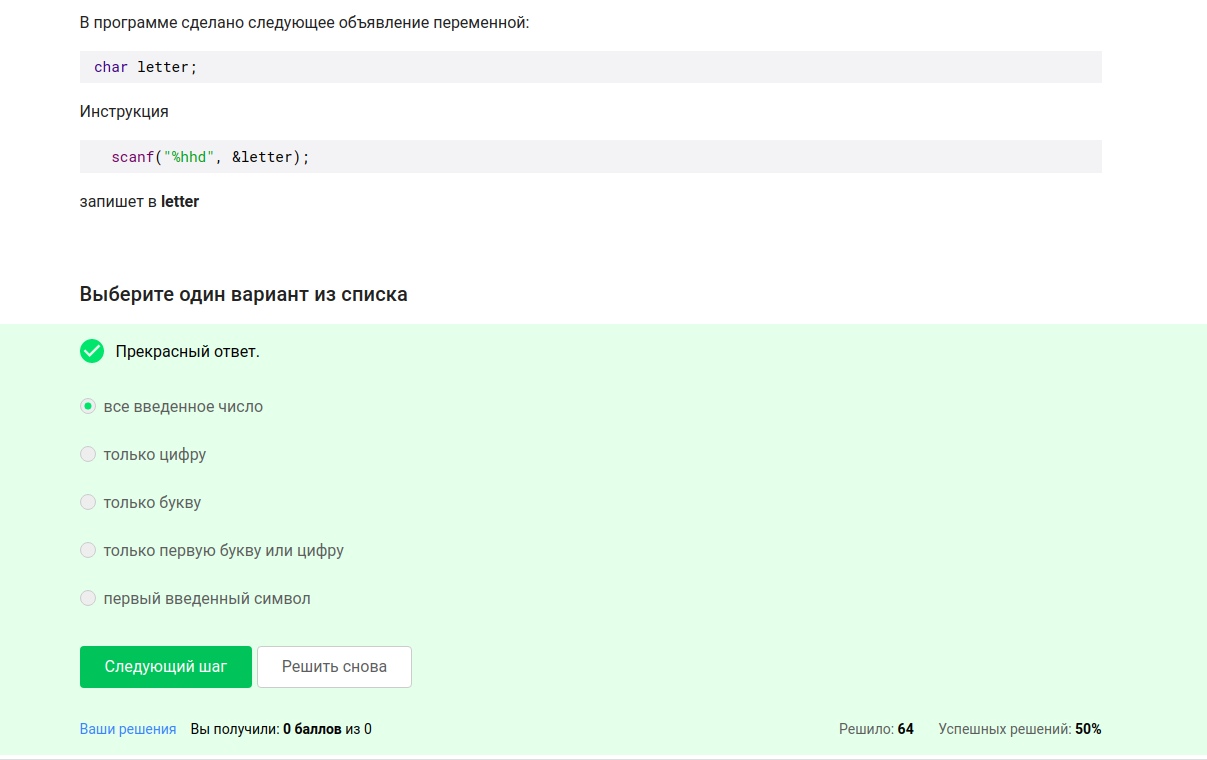 В программе сделано следующее объявление переменной:
char letter;
Инструкция
scanf("%hhd", &letter);
запишет в letter
Выберите один вариант из списка
Прекрасный ответ.
все введенное число
только цифру
только букву
только первую букву или цифру
первый введенный символ
Следующий шаг Решить снова
Ваши решения Вы получили: 0 баллов из 0 Решило: 64 Успешных решений: 50%